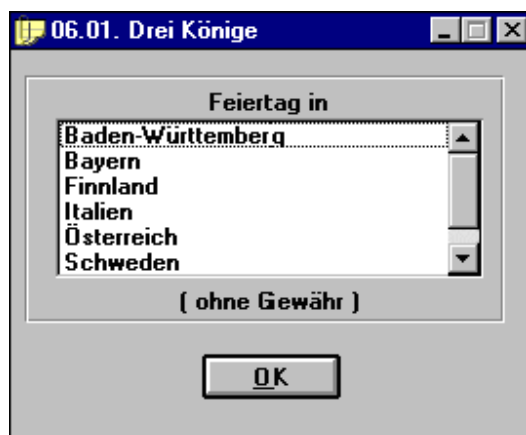 06.01. Drei Könige
Feiertag in
Baden-Württemberg
Bayern
Finnland
Italien
Österreich
Schweden
( ohne Gewähr )
OK